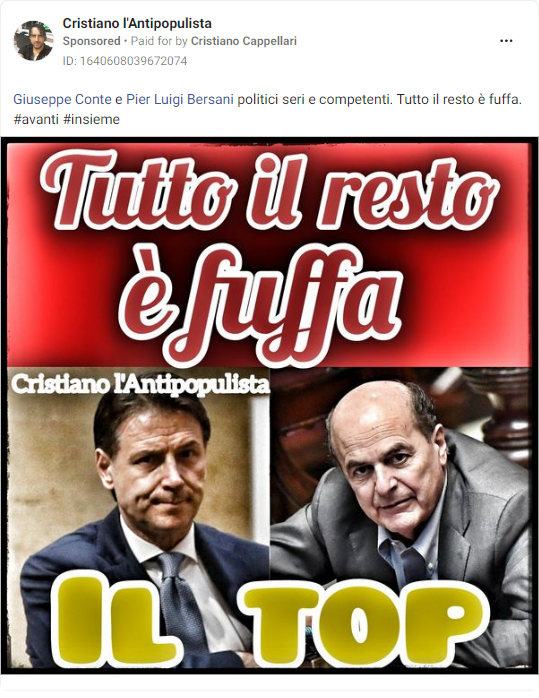 Cristiano l'Antipopulista
Sponsored • Paid for by Cristiano Cappellari
ID: 1640608039672074
Giuseppe Conte e Pier Luigi Bersani politici seri e competenti. Tutto il resto è fuffa.
#avanti #insieme
Tutto il resto
è fuffa
Cristiano l'Antipopulista
IL TOP